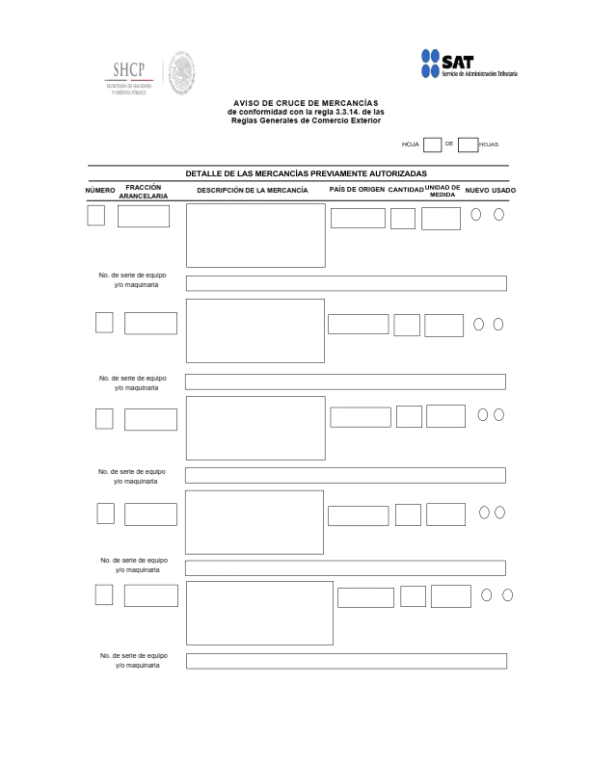 SHCP
SECRETARÍA DE HACIENDA
Y CRÉDITO PÚBLICO
SAT
Servicio de Administración Tributaria
AVISO DE CRUCE DE MERCANCÍAS
de conformidad con la regla 3.3.14. de las
Reglas Generales de Comercio Exterior
HOJA DE HOJAS
DETALLE DE LAS MERCANCÍAS PREVIAMENTE AUTORIZADAS
NÚMERO FRACCIÓN ARANCELARIA DESCRIPCIÓN DE LA MERCANCÍA PAÍS DE ORIGEN CANTIDAD UNIDAD DE MEDIDA NUEVO USADO
No. de serie de equipo
y/o maquinaria
No. de serie de equipo
y/o maquinaria
No. de serie de equipo
y/o maquinaria
No. de serie de equipo
y/o maquinaria
No. de serie de equipo
y/o maquinaria